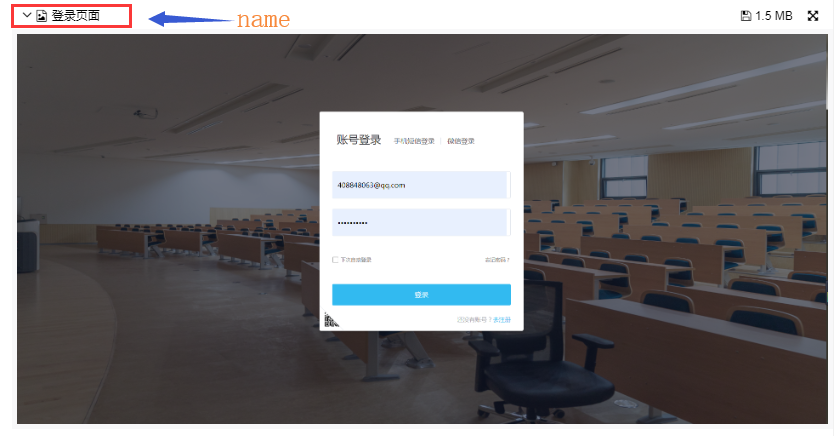 登录页面
name
1.5 MB
账号登录 手机短信登录 | 微信登录
408848063@qq.com
••••••••••
下次自动登录 忘记密码?
登录
还没有账号?去注册